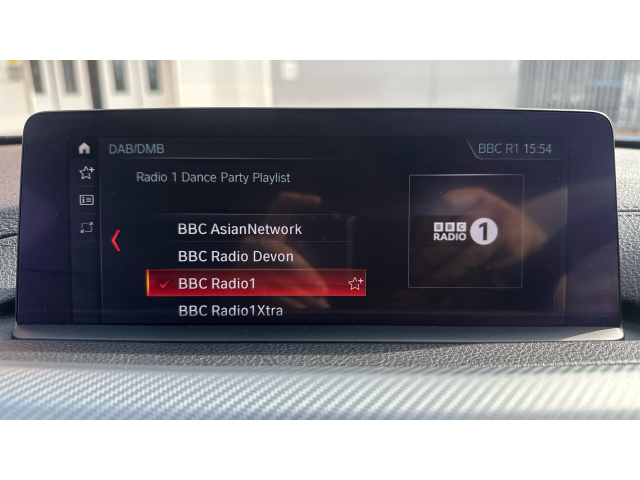 DAB/DMB
BBC R1 15:54
Radio 1 Dance Party Playlist
BBC AsianNetwork
BBC Radio Devon
BBC Radio1
BBC Radio1Xtra
BBC
RADIO 1